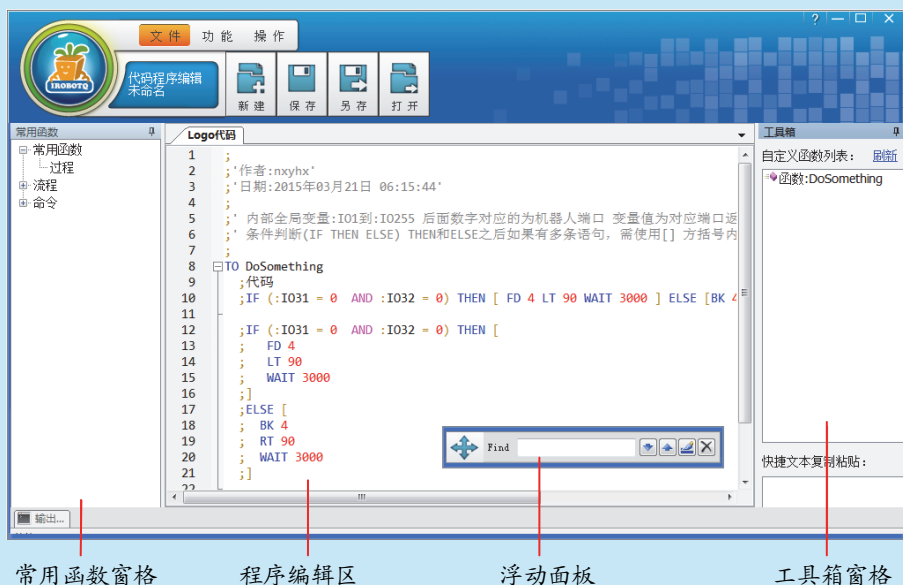 ? — □ ×
文件 功能 操作
IROBOTQ
代码程序编辑
未命名
新建 保存 另存 打开
常用函数
常用函数
过程
流程
命令
Logo代码
1 ;
2 ;'作者:nxyhx'
3 ;'日期:2015年03月21日 06:15:44'
4 ;
5 ;' 内部全局变量:IO1到:IO255 后面数字对应的为机器人端口 变量值为对应端口返
6 ;' 条件判断(IF THEN ELSE) THEN和ELSE之后如果有多条语句，需使用[] 方括号内
7 ;
8 TO DoSomething
9 ;代码
10 ;IF (:IO31 = 0 AND :IO32 = 0) THEN [ FD 4 LT 90 WAIT 3000 ] ELSE [BK 4
11
12 ;IF (:IO31 = 0 AND :IO32 = 0) THEN [
13 ; FD 4
14 ; LT 90
15 ; WAIT 3000
16 ;]
17 ;ELSE [
18 ; BK 4
19 ; RT 90
20 ; WAIT 3000
21 ;]
22
Find
工具箱
自定义函数列表： 刷新
函数:DoSomething
快捷文本复制粘贴：
输出...
常用函数窗格 程序编辑区 浮动面板 工具箱窗格